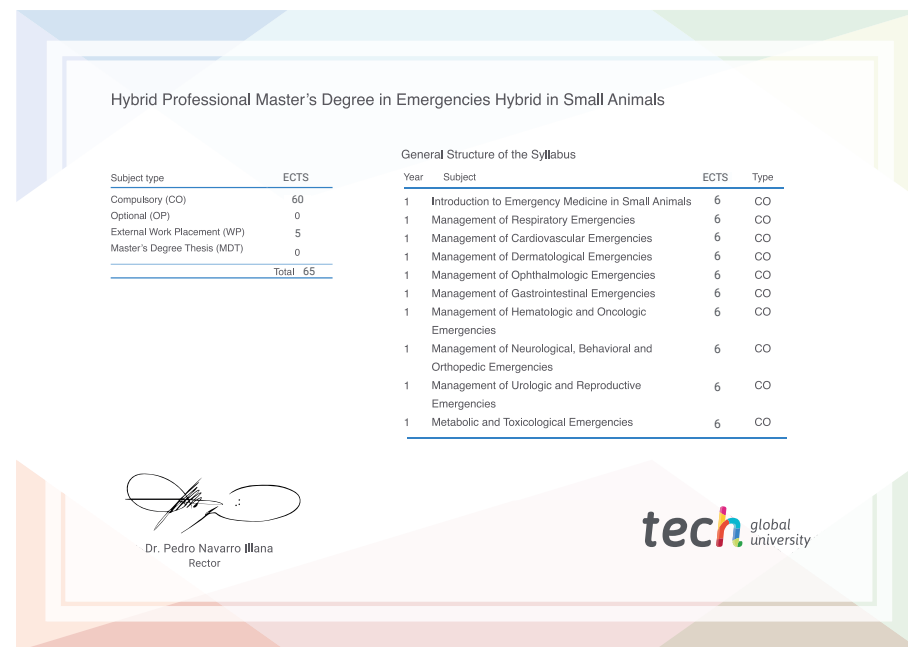 Hybrid Professional Master's Degree in Emergencies Hybrid in Small Animals
Subject type ECTS
Compulsory (CO) 60
Optional (OP) 0
External Work Placement (WP) 5
Master's Degree Thesis (MDT) 0
Total 65
General Structure of the Syllabus
Year Subject ECTS Type
1 Introduction to Emergency Medicine in Small Animals 6 CO
1 Management of Respiratory Emergencies 6 CO
1 Management of Cardiovascular Emergencies 6 CO
1 Management of Dermatological Emergencies 6 CO
1 Management of Ophthalmologic Emergencies 6 CO
1 Management of Gastrointestinal Emergencies 6 CO
1 Management of Hematologic and Oncologic 6 CO
Emergencies
1 Management of Neurological, Behavioral and 6 CO
Orthopedic Emergencies
1 Management of Urologic and Reproductive 6 CO
Emergencies
1 Metabolic and Toxicological Emergencies 6 CO
Dr. Pedro Navarro Illana
Rector
tech global
university